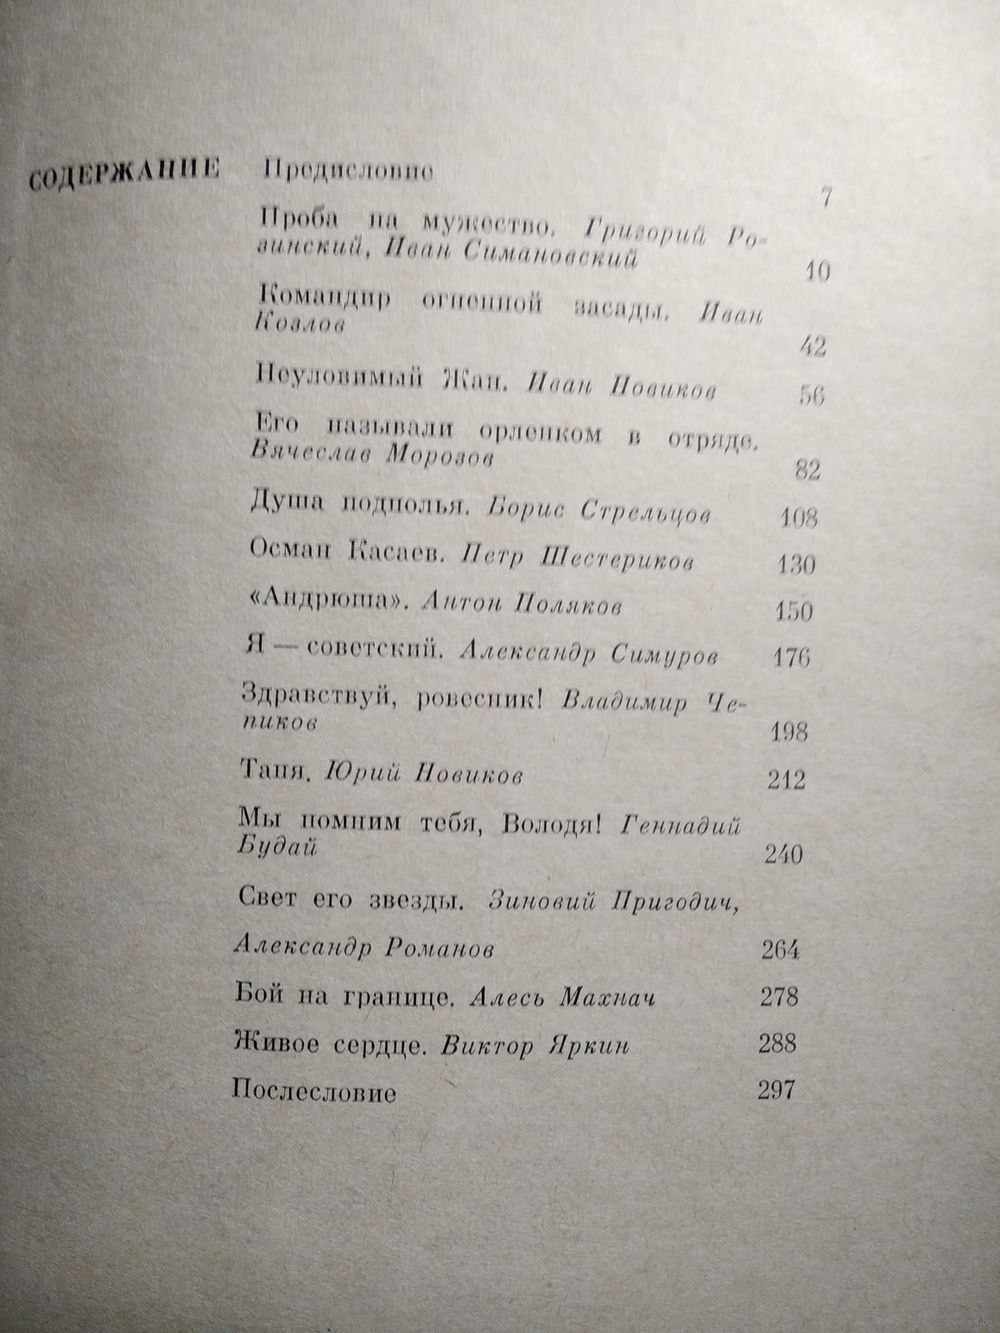 СОДЕРЖАНИЕ
Предисловие 7
Проба на мужество. Григорий Ро-
зинский, Иван Симановский 10
Командир огненной засады. Иван
Козлов 42
Неуловимый Жан. Иван Новиков 56
Его называли орленком в отряде.
Вячеслав Морозов 82
Душа подполья. Борис Стрельцов 108
Осман Касаев. Петр Шестериков 130
«Андрюша». Антон Поляков 150
Я — советский. Александр Симуров 176
Здравствуй, ровесник! Владимир Че-
пиков 198
Таня. Юрий Новиков 212
Мы помним тебя, Володя! Геннадий
Будай 240
Свет его звезды. Зиновий Пригодич,
Александр Романов 264
Бой на границе. Алесь Махнач 278
Живое сердце. Виктор Яркин 288
Послесловие 297